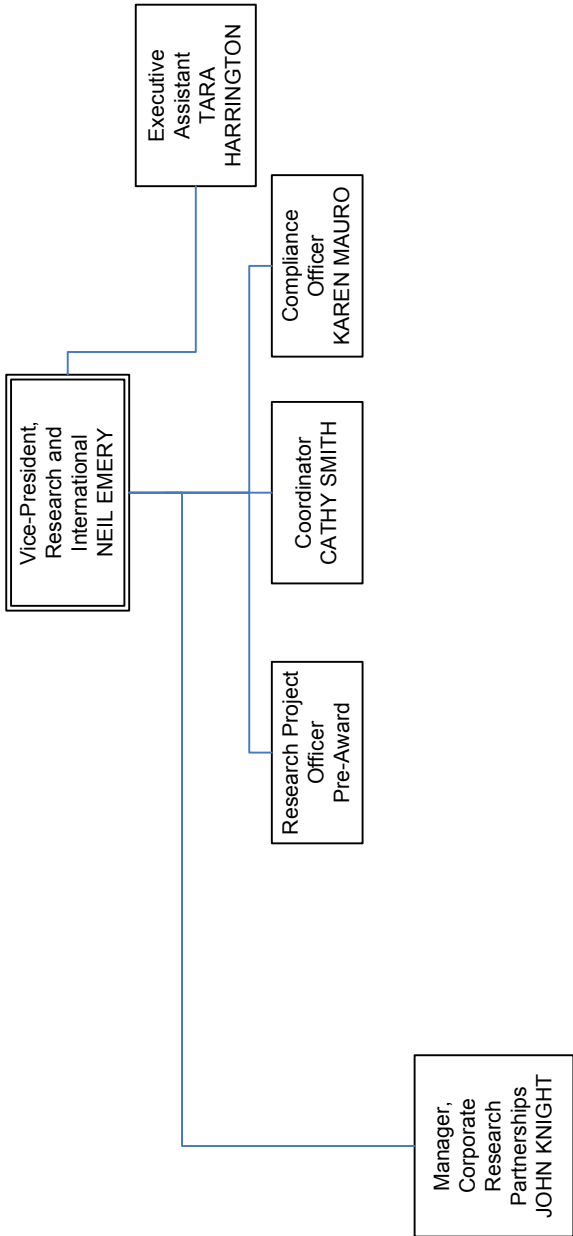 Vice-President,
Research and
International
NEIL EMERY
Executive
Assistant
TARA
HARRINGTON
Manager,
Corporate
Research
Partnerships
JOHN KNIGHT
Research Project
Officer
Pre-Award
Coordinator
CATHY SMITH
Compliance
Officer
KAREN MAURO